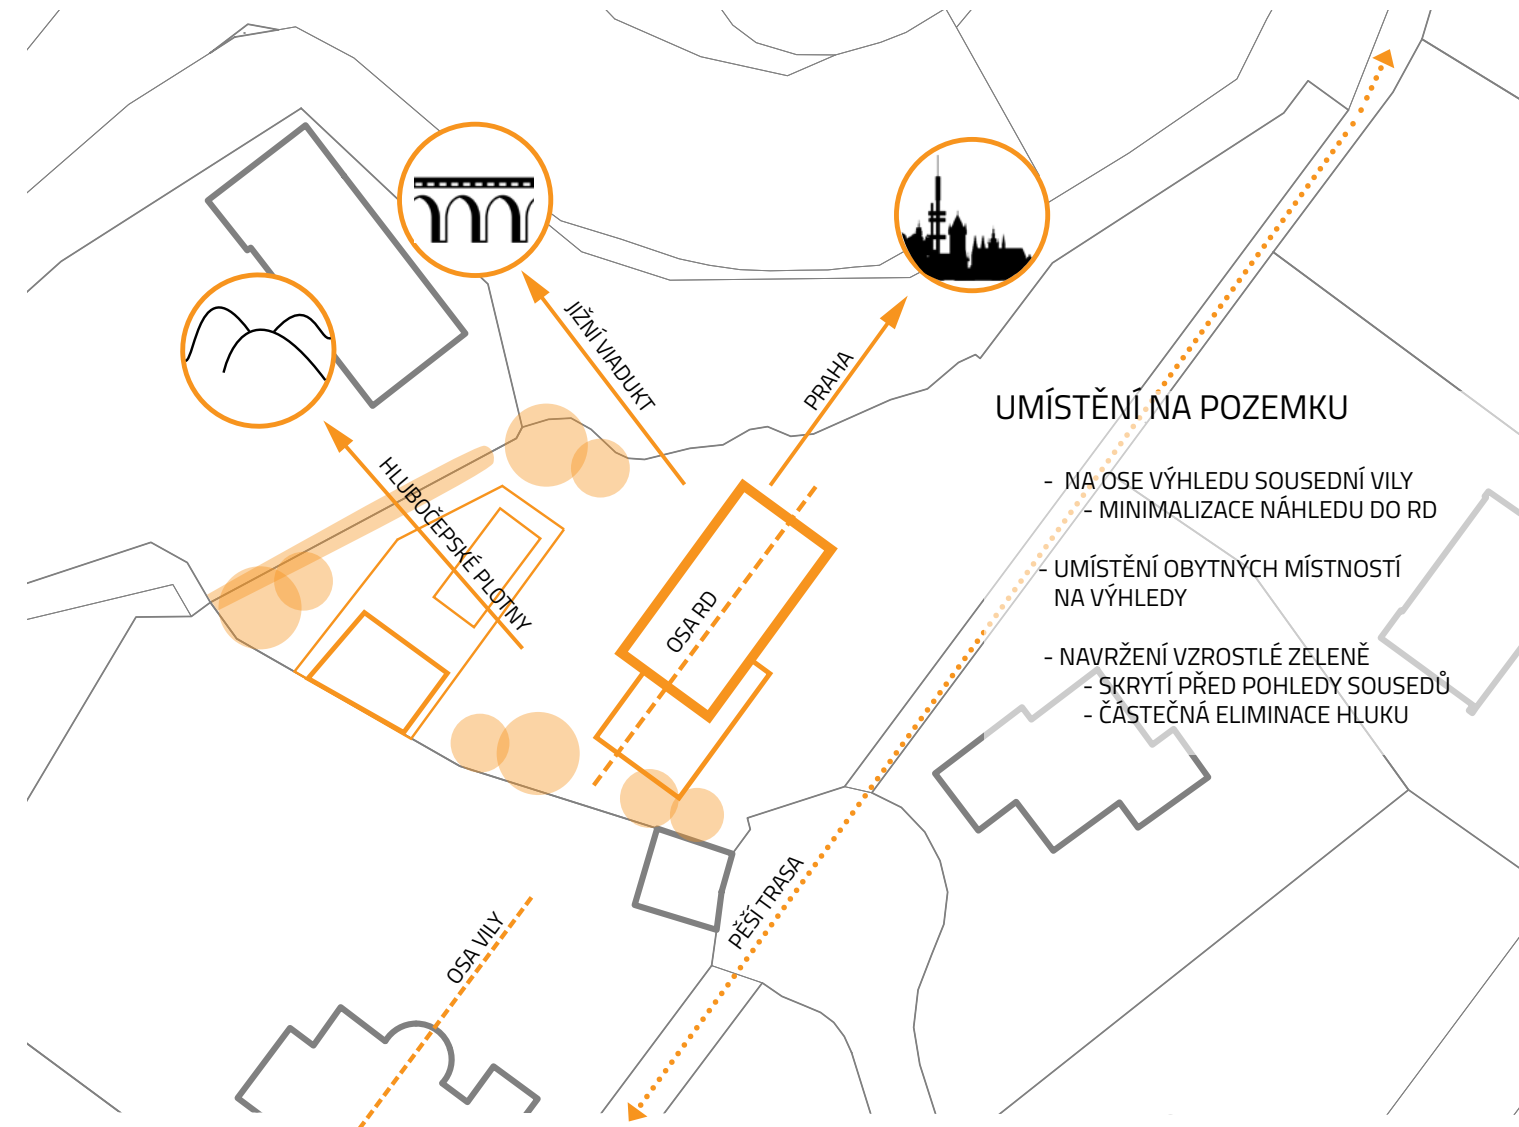 JIŽNÍ VIADUKT
PRAHA
HLUBOČEPSKÉ PLOTNY
OSA RD
UMÍSTĚNÍ NA POZEMKU
- NA OSE VÝHLEDU SOUSEDNÍ VILY
- MINIMALIZACE NÁHLEDU DO RD
- UMÍSTĚNÍ OBYTNÝCH MÍSTNOSTÍ
NA VÝHLEDY
- NAVRŽENÍ VZROSTLÉ ZELENĚ
- SKRYTÍ PŘED POHLEDY SOUSEDŮ
- ČÁSTEČNÁ ELIMINACE HLUKU
PĚŠÍ TRASA
OSA VILY